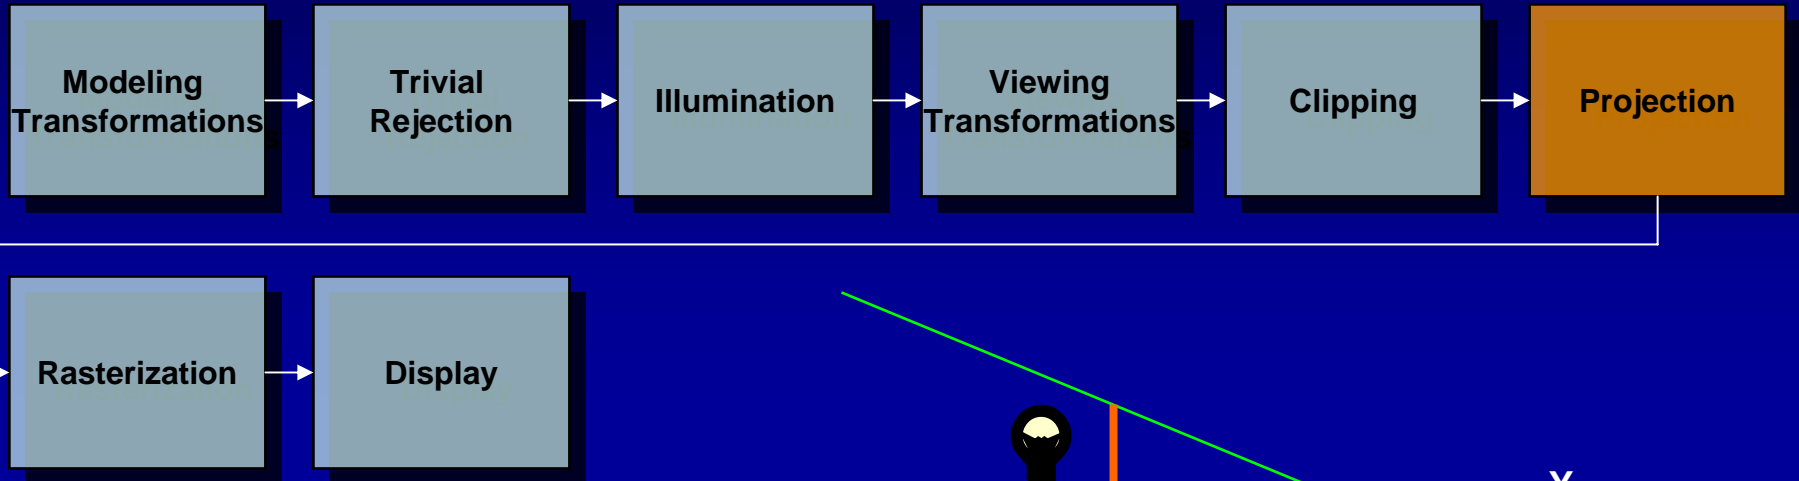 Modeling
Transformations
Trivial
Rejection
Illumination
Viewing
Transformations
Clipping
Projection
Rasterization
Display
Y